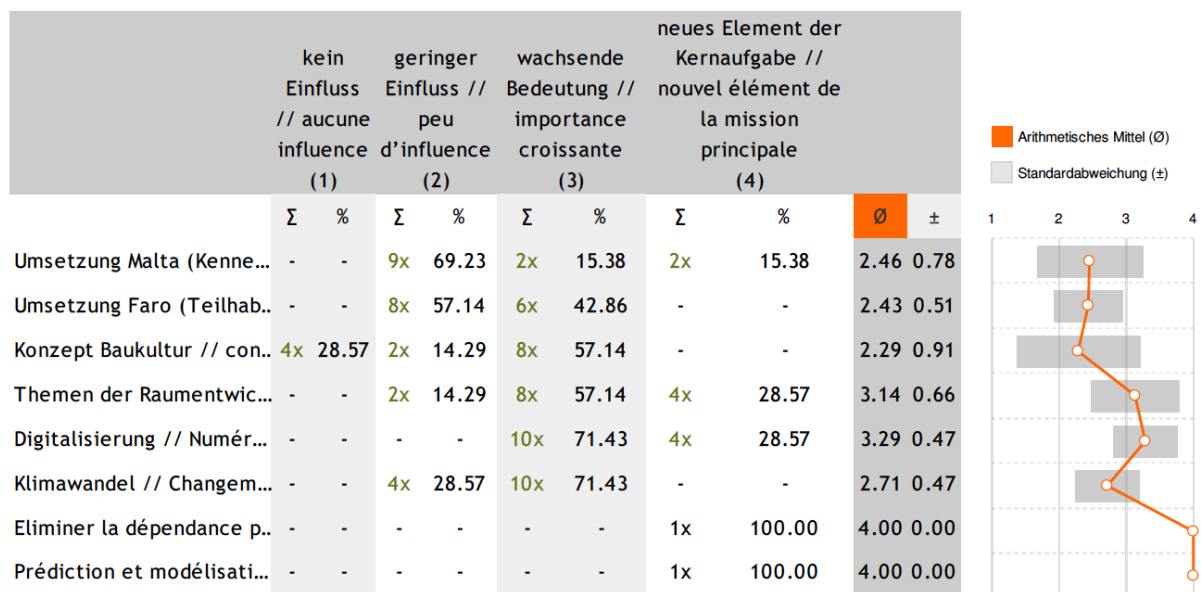 kein Einfluss // aucune influence (1)
geringer Einfluss // peu d'influence (2)
wachsende Bedeutung // importance croissante (3)
neues Element der Kernaufgabe // nouvel élément de la mission principale (4)
Σ % Σ % Σ % Σ % Ø ±
Umsetzung Malta (Kenne... - - 9x 69.23 2x 15.38 2x 15.38 2.46 0.78
Umsetzung Faro (Teilhab.. - - 8x 57.14 6x 42.86 - - 2.43 0.51
Konzept Baukultur // con.. 4x 28.57 2x 14.29 8x 57.14 - - 2.29 0.91
Themen der Raumentwic... - - 2x 14.29 8x 57.14 4x 28.57 3.14 0.66
Digitalisierung // Numér... - - - - 10x 71.43 4x 28.57 3.29 0.47
Klimawandel // Changem... - - 4x 28.57 10x 71.43 - - 2.71 0.47
Eliminer la dépendance p.. - - - - - - 1x 100.00 4.00 0.00
Prédiction et modélisati... - - - - - - 1x 100.00 4.00 0.00
Arithmetisches Mittel (Ø)
Standardabweichung (±)
1 2 3 4